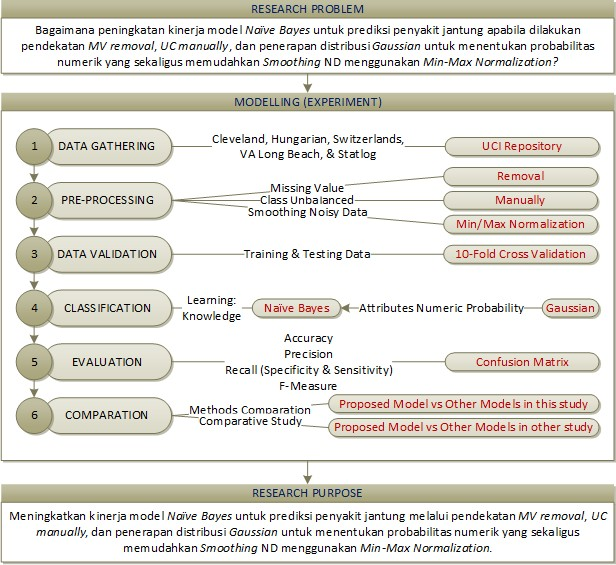 RESEARCH PROBLEM
Bagaimana peningkatan kinerja model Naïve Bayes untuk prediksi penyakit jantung apabila dilakukan
pendekatan MV removal, UC manually, dan penerapan distribusi Gaussian untuk menentukan probabilitas
numerik yang sekaligus memudahkan Smoothing ND menggunakan Min-Max Normalization?
MODELLING (EXPERIMENT)
1 DATA GATHERING
Cleveland, Hungarian, Switzerlands,
VA Long Beach, & Statlog
UCI Repository
2 PRE-PROCESSING
Missing Value
Class Unbalanced
Smoothing Noisy Data
Removal
Manually
Min/Max Normalization
3 DATA VALIDATION
Training & Testing Data
10-Fold Cross Validation
4 CLASSIFICATION
Learning:
Knowledge
Naïve Bayes
Attributes Numeric Probability
Gaussian
5 EVALUATION
Accuracy
Precision
Recall (Specificity & Sensitivity)
F-Measure
Confusion Matrix
6 COMPARATION
Methods Comparation
Comparative Study
Proposed Model vs Other Models in this study
Proposed Model vs Other Models in other study
RESEARCH PURPOSE
Meningkatkan kinerja model Naïve Bayes untuk prediksi penyakit jantung melalui pendekatan MV removal, UC
manually, dan penerapan distribusi Gaussian untuk menentukan probabilitas numerik yang sekaligus
memudahkan Smoothing ND menggunakan Min-Max Normalization.